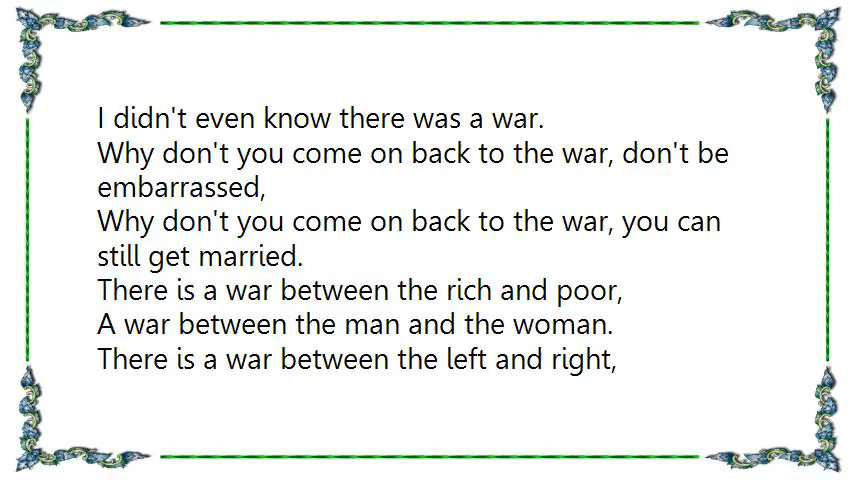 I didn't even know there was a war.
Why don't you come on back to the war, don't be
embarrassed,
Why don't you come on back to the war, you can
still get married.
There is a war between the rich and poor,
A war between the man and the woman.
There is a war between the left and right,